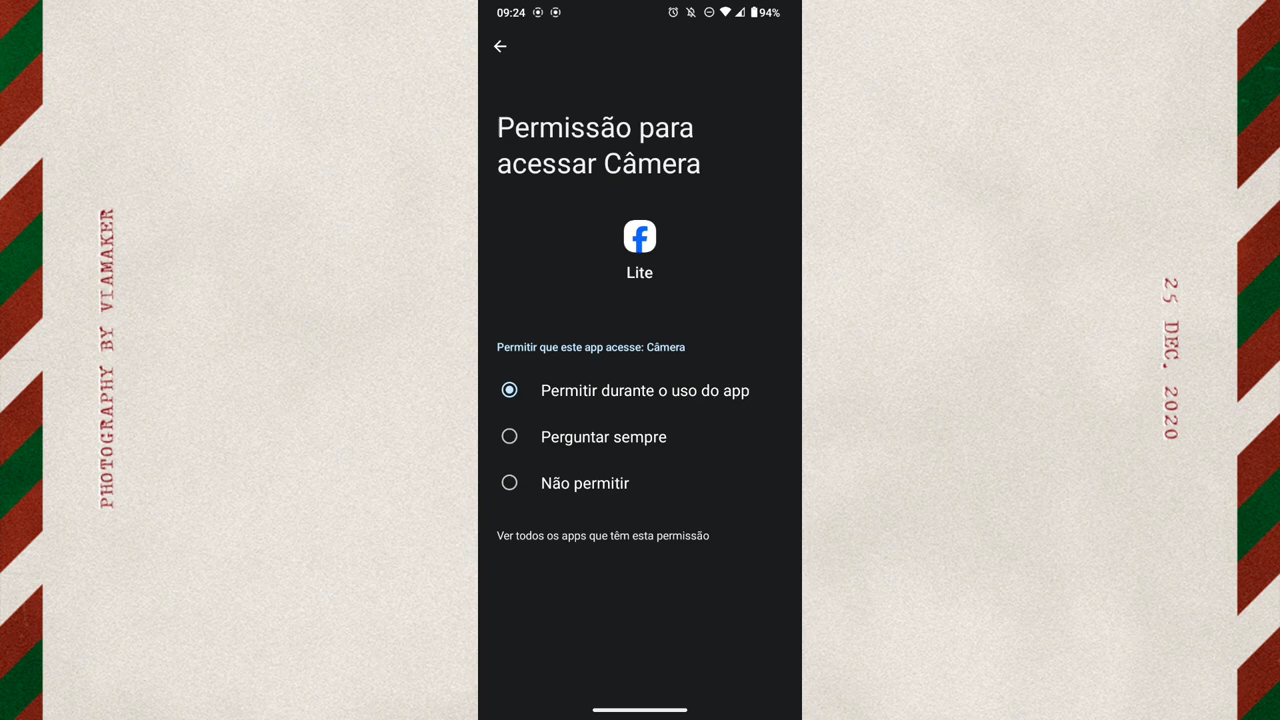 09:24
94%
Permissão para
acessar Câmera
Lite
Permitir que este app acesse: Câmera
Permitir durante o uso do app
Perguntar sempre
Não permitir
Ver todos os apps que têm esta permissão
PHOTOGRAPHY BY VIAMAKER
25 DEC, 2020